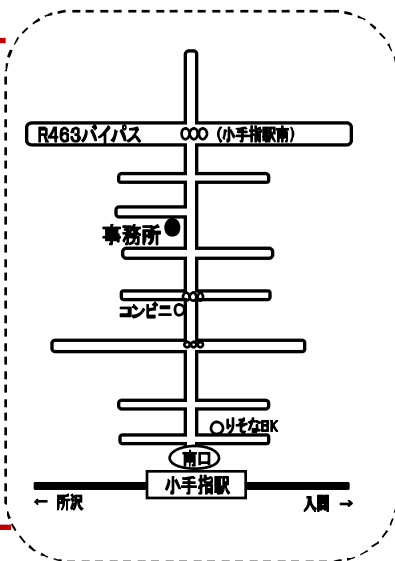 R463バイパス (小手指駅南)
事務所
コンビニ
りそなBK
南口
小手指駅
← 所沢 入間 →